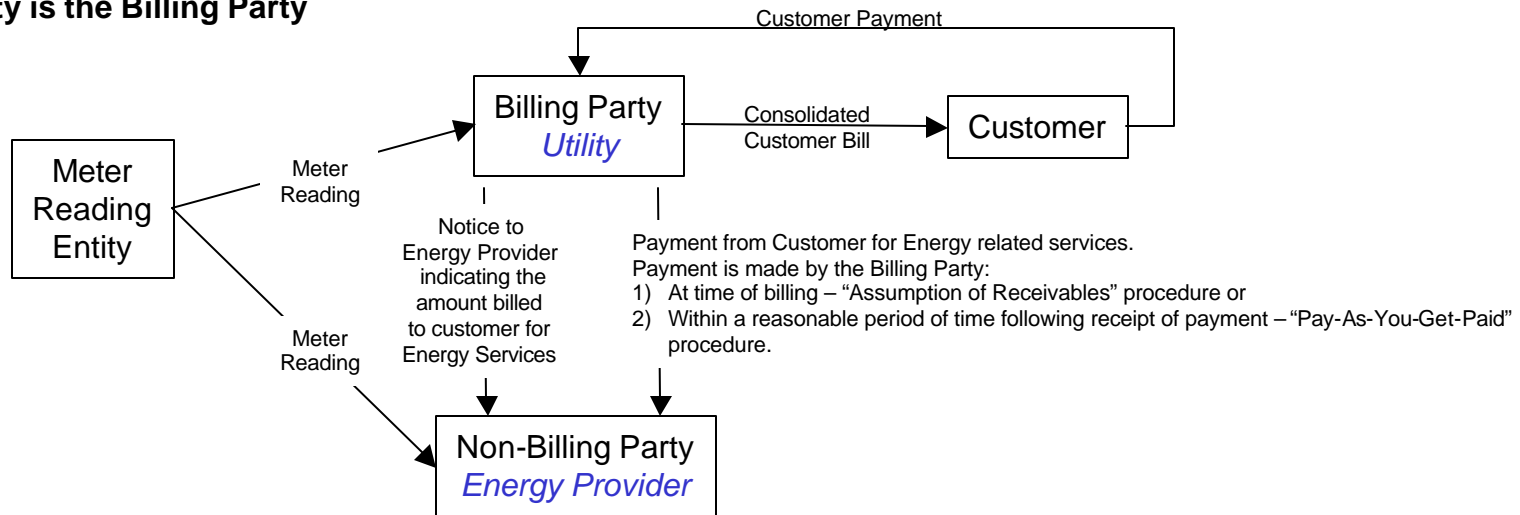 is the Billing Party
Customer Payment
Billing Party
Utility
Consolidated
Customer Bill
Customer
Meter
Reading
Entity
Meter
Reading
Notice to
Energy Provider
indicating the
amount billed
to customer for
Energy Services
Payment from Customer for Energy related services.
Payment is made by the Billing Party:
1) At time of billing – “Assumption of Receivables” procedure or
2) Within a reasonable period of time following receipt of payment – “Pay-As-You-Get-Paid”
procedure.
Meter
Reading
Non-Billing Party
Energy Provider